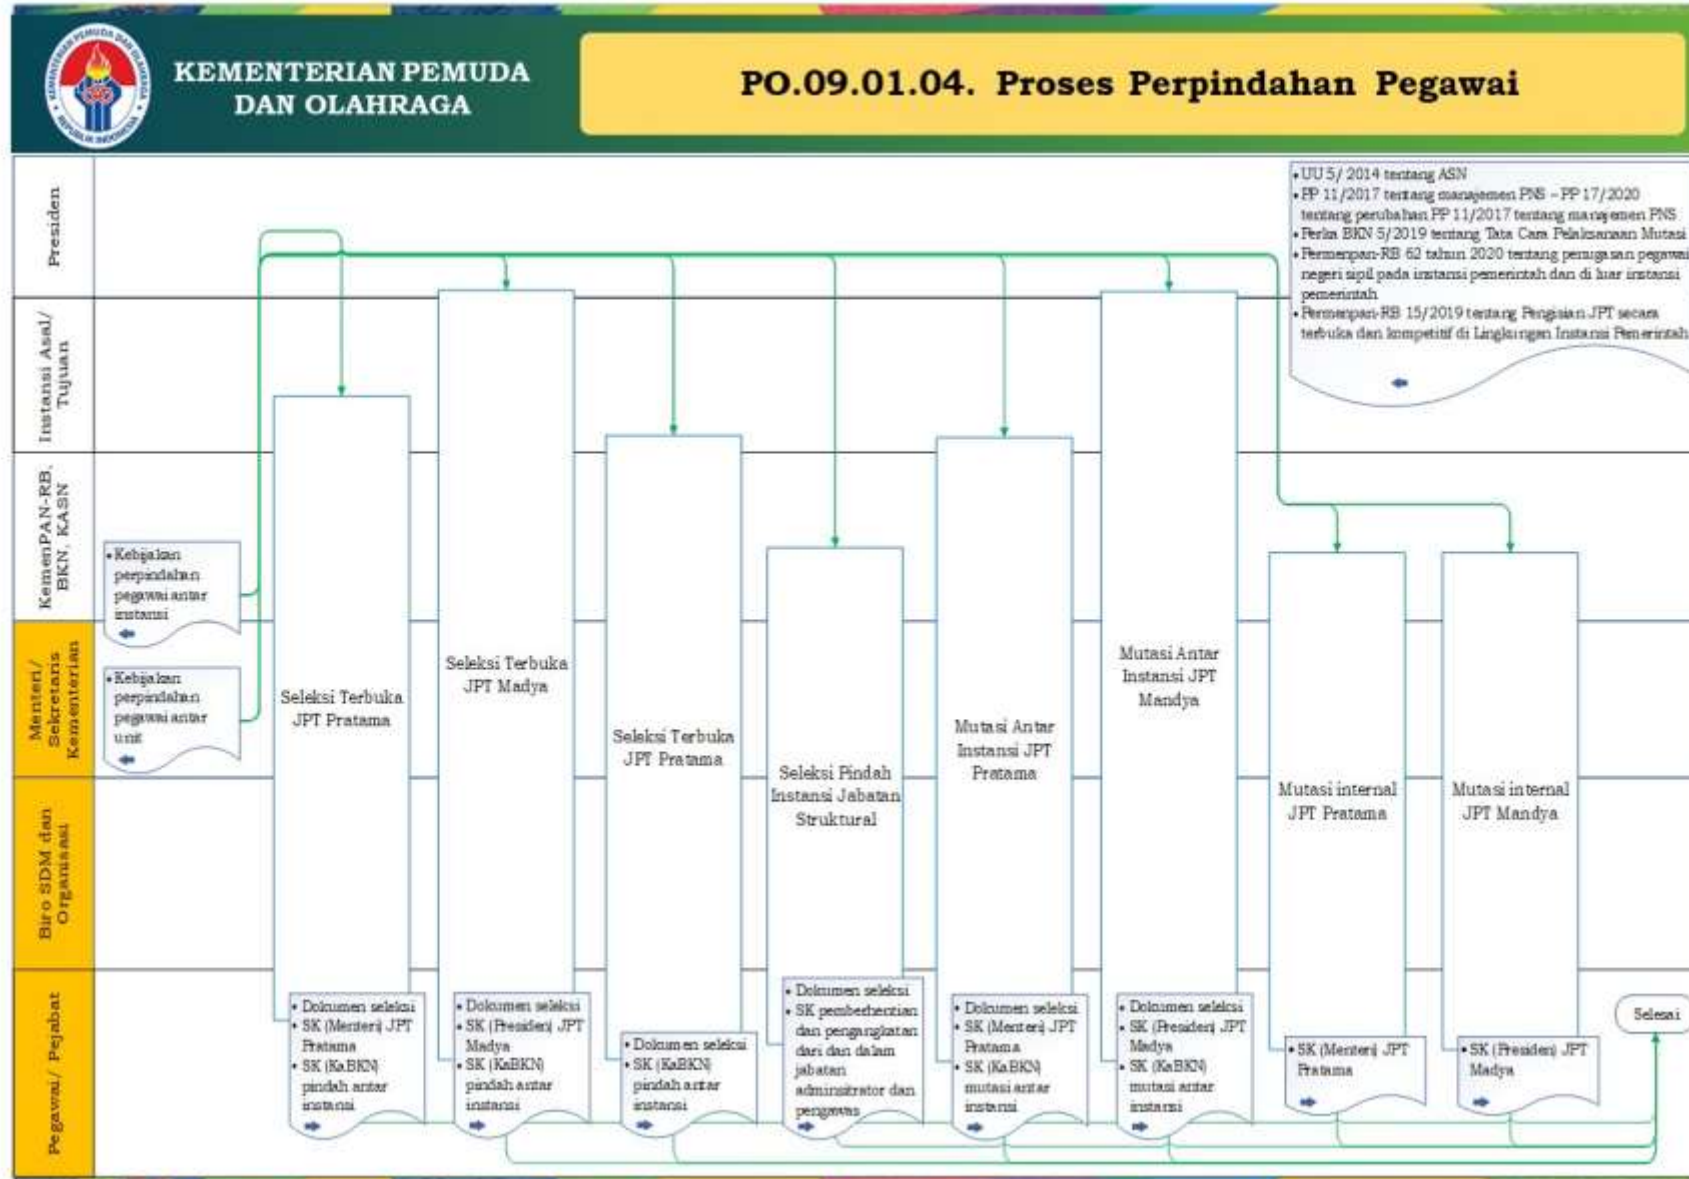 KEMENTERIAN PEMUDA DAN OLAHRAGA
REPUBLIK INDONESIA
KEMENTERIAN PEMUDA
DAN OLAHRAGA
PO.09.01.04. Proses Perpindahan Pegawai
Presiden
• UU 5/ 2014 tentang ASN
• PP 11/2017 tentang manajemen PNS – PP 17/2020
tentang perubahan PP 11/2017 tentang manajemen PNS
• Perka BKN 5/2019 tentang Tata Cara Pelaksanaan Mutasi
• Permenpan-RB 62 tahun 2020 tentang penugasan pegawai
negeri sipil pada instansi pemerintah dan di luar instansi
pemerintah
• Permenpan-RB 15/2019 tentang Pengisian JPT secara
terbuka dan kompetitif di Lingkungan Instansi Pemerintah
Instansi Asal/
Tujuan
KemenPAN-RB,
BKN, KASN
• Kebijakan
perpindahan
pegawai antar
instansi
Menteri/
Sekretaris
Kementerian
• Kebijakan
perpindahan
pegawai antar
unit
Seleksi Terbuka
JPT Pratama
Seleksi Terbuka
JPT Madya
Seleksi Terbuka
JPT Pratama
Seleksi Pindah
Instansi Jabatan
Struktural
Mutasi Antar
Instansi JPT
Pratama
Mutasi Antar
Instansi JPT
Mandya
Mutasi internal
JPT Pratama
Mutasi internal
JPT Mandya
Biro SDM dan
Organisasi
Pegawai/ Pejabat
• Dokumen seleksi
• SK (Menteri) JPT
Pratama
• SK (KaBKN)
pindah antar
instansi
• Dokumen seleksi
• SK (Presiden) JPT
Madya
• SK (KaBKN)
pindah antar
instansi
• Dokumen seleksi
• SK (KaBKN)
pindah antar
instansi
• Dokumen seleksi
• SK pemberhentian
dan pengangkatan
dari dan dalam
jabatan
adminsitrator dan
pengawas
• Dokumen seleksi
• SK (Menteri) JPT
Pratama
• SK (KaBKN)
mutasi antar
instansi
• Dokumen seleksi
• SK (Presiden) JPT
Madya
• SK (KaBKN)
mutasi antar
instansi
• SK (Menteri) JPT
Pratama
• SK (Presiden) JPT
Madya
Selesai